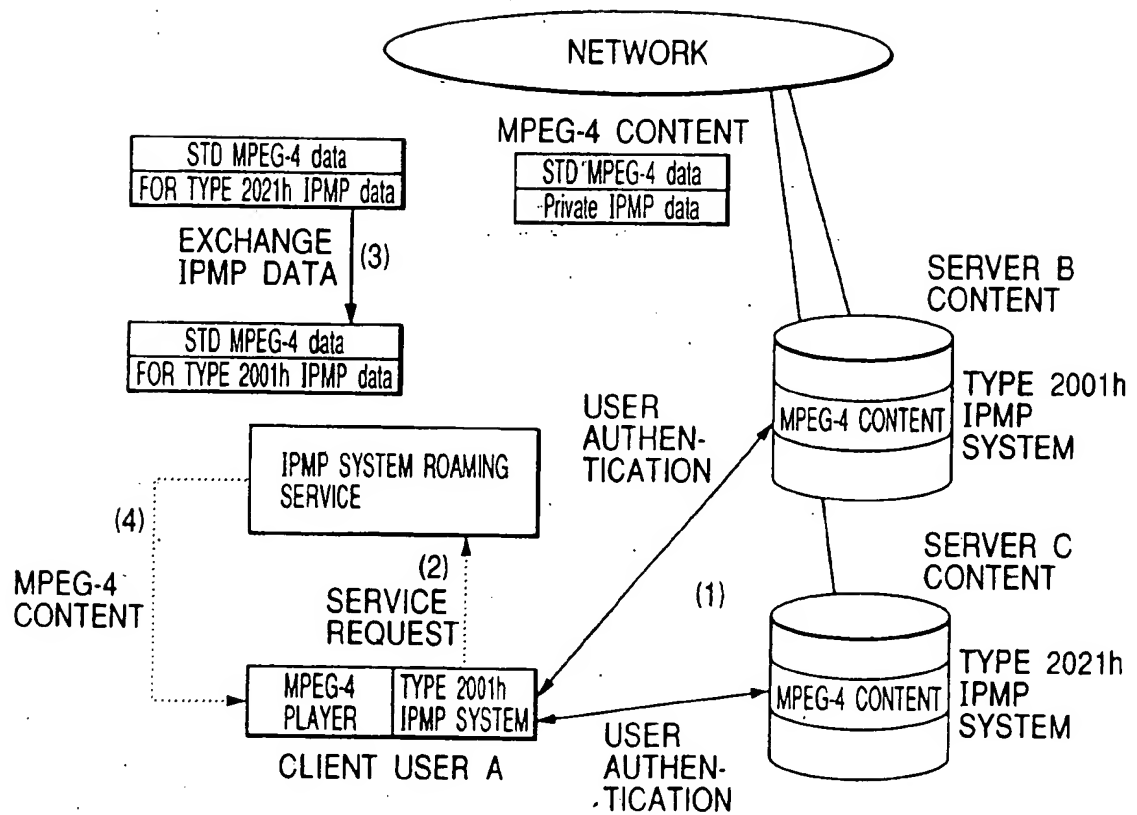 NETWORK
MPEG-4 CONTENT
STD MPEG-4 data
Private IPMP data
STD MPEG-4 data
FOR TYPE 2021h IPMP data
EXCHANGE
IPMP DATA
(3)
STD MPEG-4 data
FOR TYPE 2001h IPMP data
SERVER B
CONTENT
MPEG-4 CONTENT
TYPE 2001h
IPMP
SYSTEM
USER
AUTHEN-
TICATION
IPMP SYSTEM ROAMING
SERVICE
(4)
MPEG-4
CONTENT
(2)
SERVICE
REQUEST
(1)
SERVER C
CONTENT
MPEG-4 CONTENT
TYPE 2021h
IPMP
SYSTEM
MPEG-4
PLAYER
TYPE 2001h
IPMP SYSTEM
CLIENT USER A
USER
AUTHEN-
TICATION